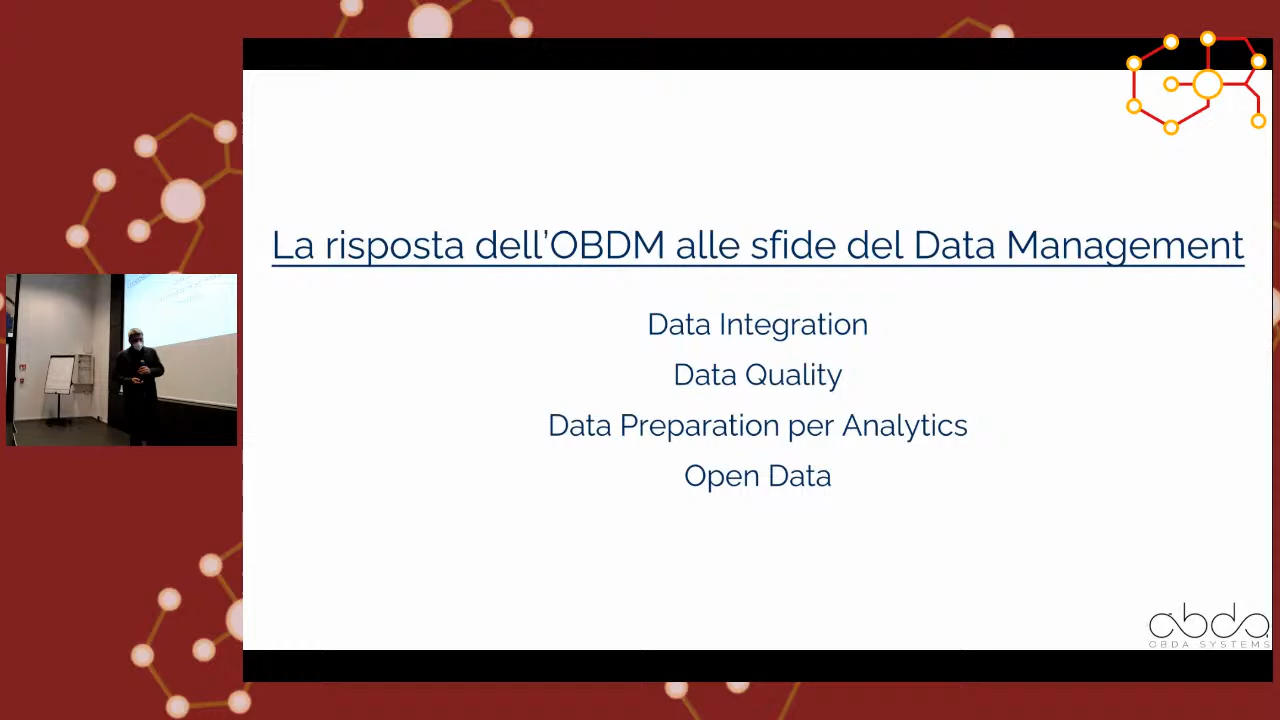 La risposta dell'OBDM alle sfide del Data Management
Data Integration
Data Quality
Data Preparation per Analytics
Open Data
obda
OBDA SYSTEMS